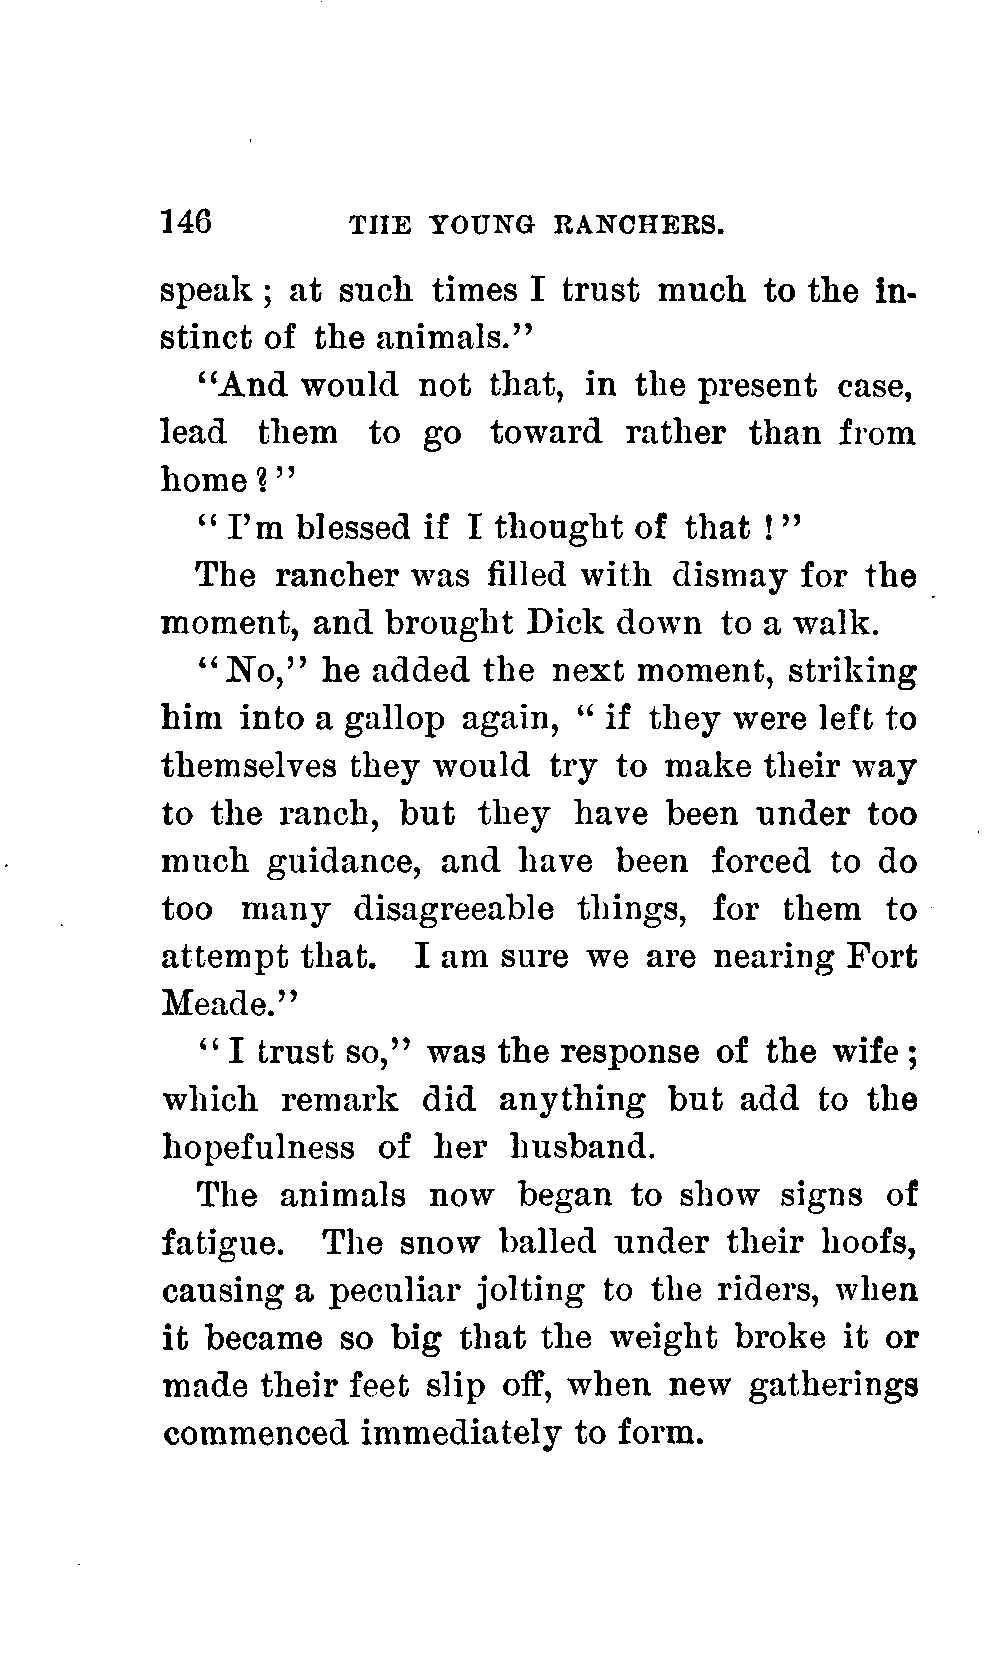 146 THE YOUNG RANCHERS.
speak ; at such times I trust much to the in-
stinct of the animals."
"And would not that, in the present case,
lead them to go toward rather than from
home ?"
" I'm blessed if I thought of that ! "
The rancher was filled with dismay for the
moment, and brought Dick down to a walk.
" No," he added the next moment, striking
him into a gallop again, " if they were left to
themselves they would try to make their way
to the ranch, but they have been under too
much guidance, and have been forced to do
too many disagreeable things, for them to
attempt that. I am sure we are nearing Fort
Meade."
" I trust so," was the response of the wife ;
which remark did anything but add to the
hopefulness of her husband.
The animals now began to show signs of
fatigue. The snow balled under their hoofs,
causing a peculiar jolting to the riders, when
it became so big that the weight broke it or
made their feet slip off, when new gatherings
commenced immediately to form.